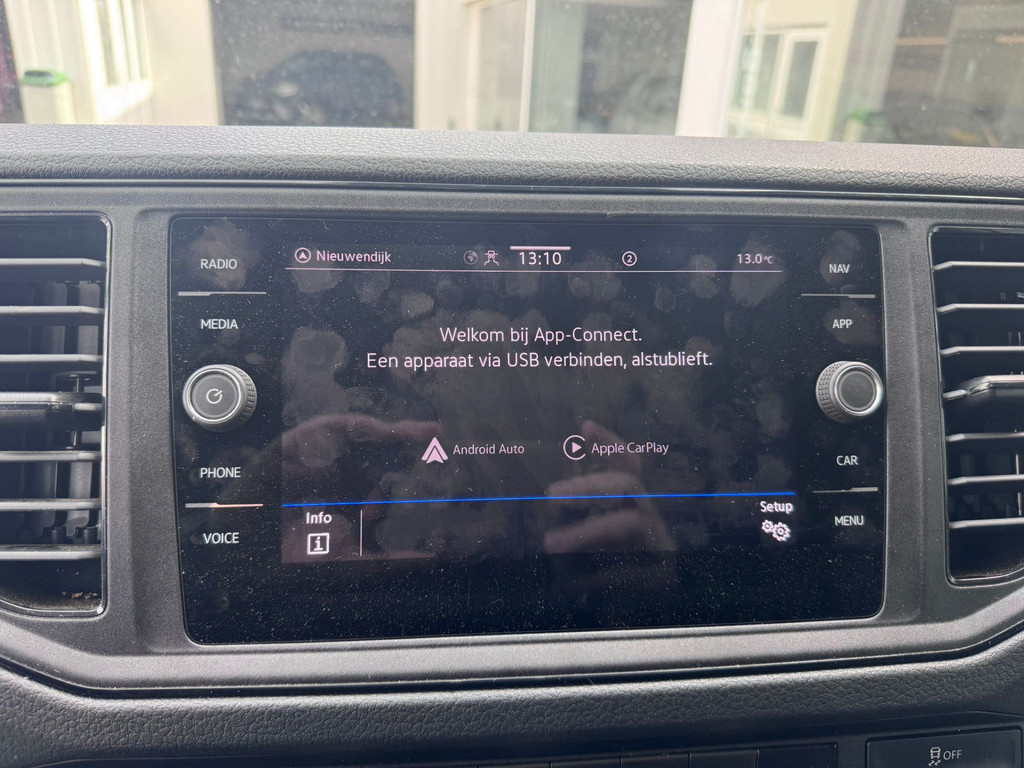 RADIO
MEDIA
PHONE
VOICE
Nieuwendijk
13:10
2
13.0°C
Welkom bij App-Connect.
Een apparaat via USB verbinden, alstublieft.
Android Auto
Apple CarPlay
Info
i
Setup
NAV
APP
CAR
MENU
OFF